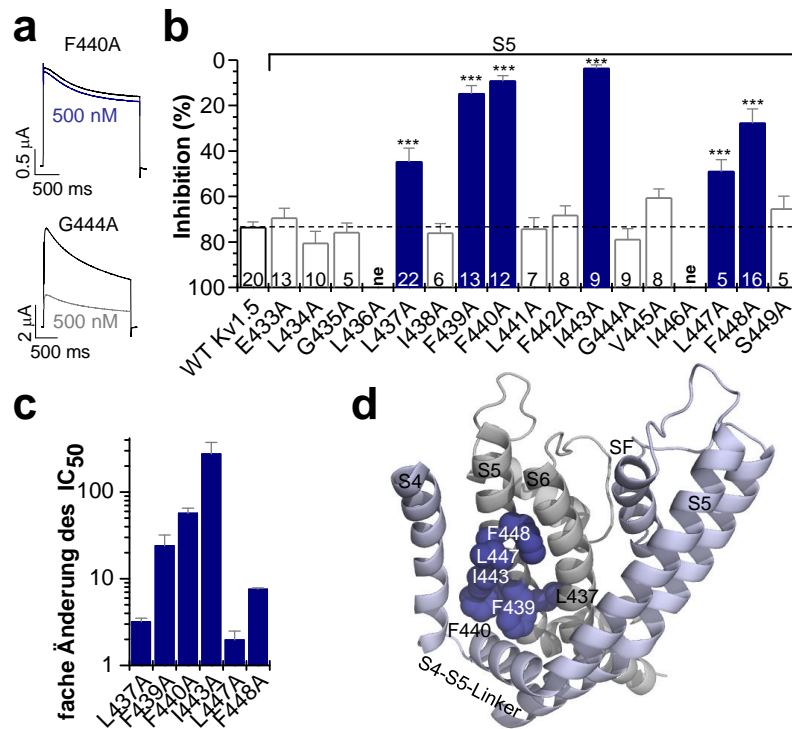 a
F440A
500 nM
0.5 µA
500 ms
G444A
500 nM
2 µA
500 ms
b
S5
Inhibition (%)
0
20
40
60
80
100
***
***
***
***
***
***
20
13
10
5
ne
22
6
13
12
7
8
9
9
8
ne
5
16
5
WT Kv1.5
E433A
L434A
G435A
L436A
L437A
I438A
F439A
F440A
L441A
F442A
I443A
G444A
V445A
I446A
L447A
F448A
S449A
c
fache Änderung des IC50
100
10
1
L437A
F439A
F440A
I443A
L447A
F448A
d
S4
S5
S6
SF
S5
F448
L447
I443
F439
L437
F440
S4-S5-Linker